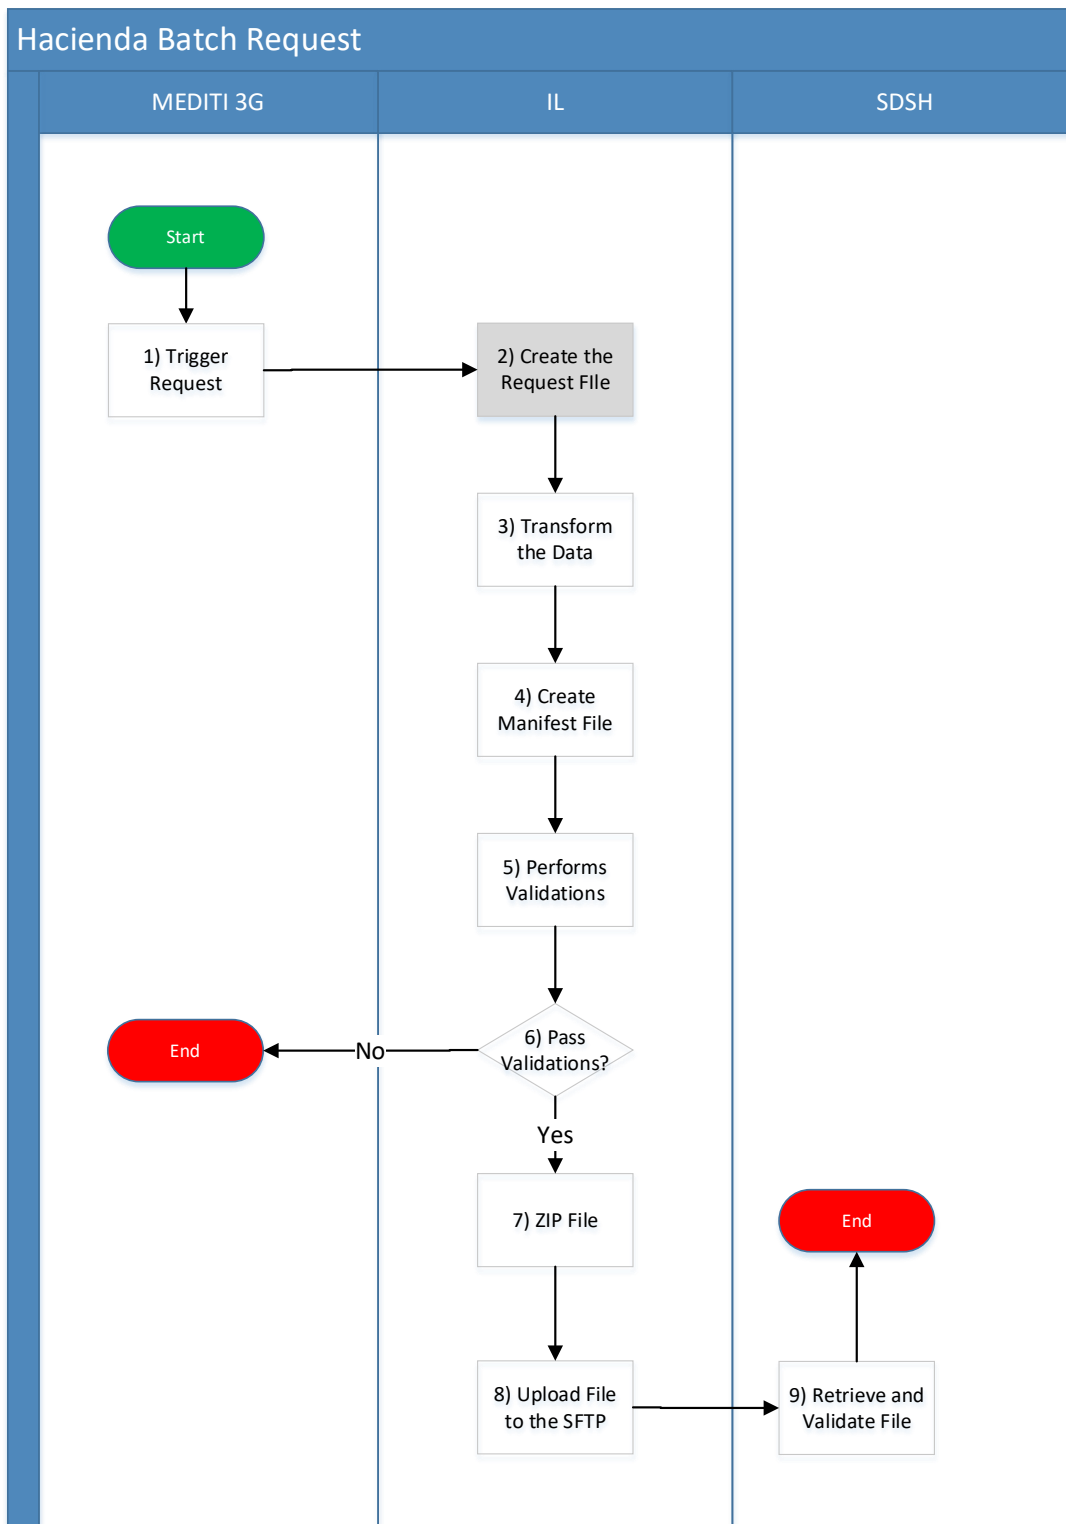 Hacienda Batch Request
MEDITI 3G
IL
SDSH
Start
1) Trigger
Request
2) Create the
Request FIle
3) Transform
the Data
4) Create
Manifest File
5) Performs
Validations
6) Pass
Validations?
No
End
Yes
7) ZIP File
End
8) Upload File
to the SFTP
9) Retrieve and
Validate File